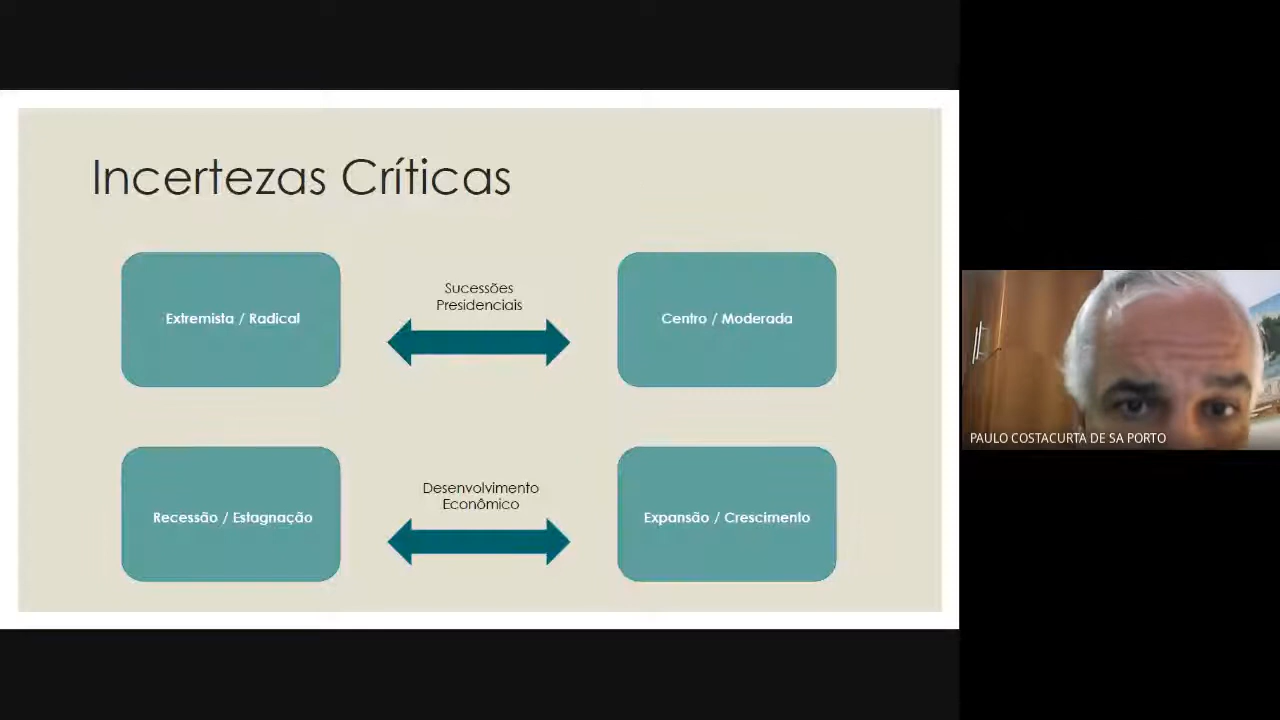 Incertezas Críticas
Extremista / Radical
Sucessões
Presidenciais
Centro / Moderada
Recessão / Estagnação
Desenvolvimento
Econômico
Expansão / Crescimento
PAULO COSTACURTA DE SA PORTO